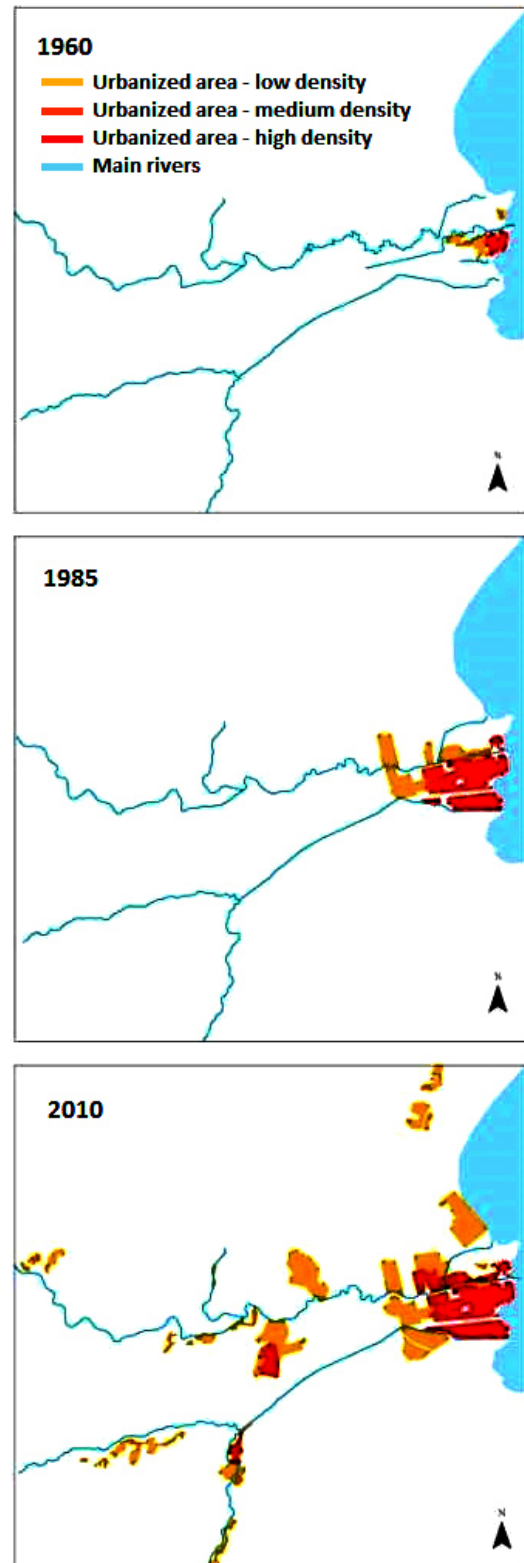 1960
Urbanized area - low density
Urbanized area - medium density
Urbanized area - high density
Main rivers
N
1985
N
2010
N